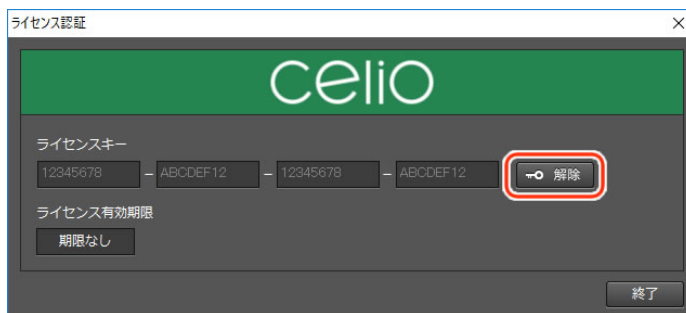 ライセンス認証
celio
ライセンスキー
12345678 – ABCDEF12 – 12345678 – ABCDEF12 解除
ライセンス有効期限
期限なし
終了